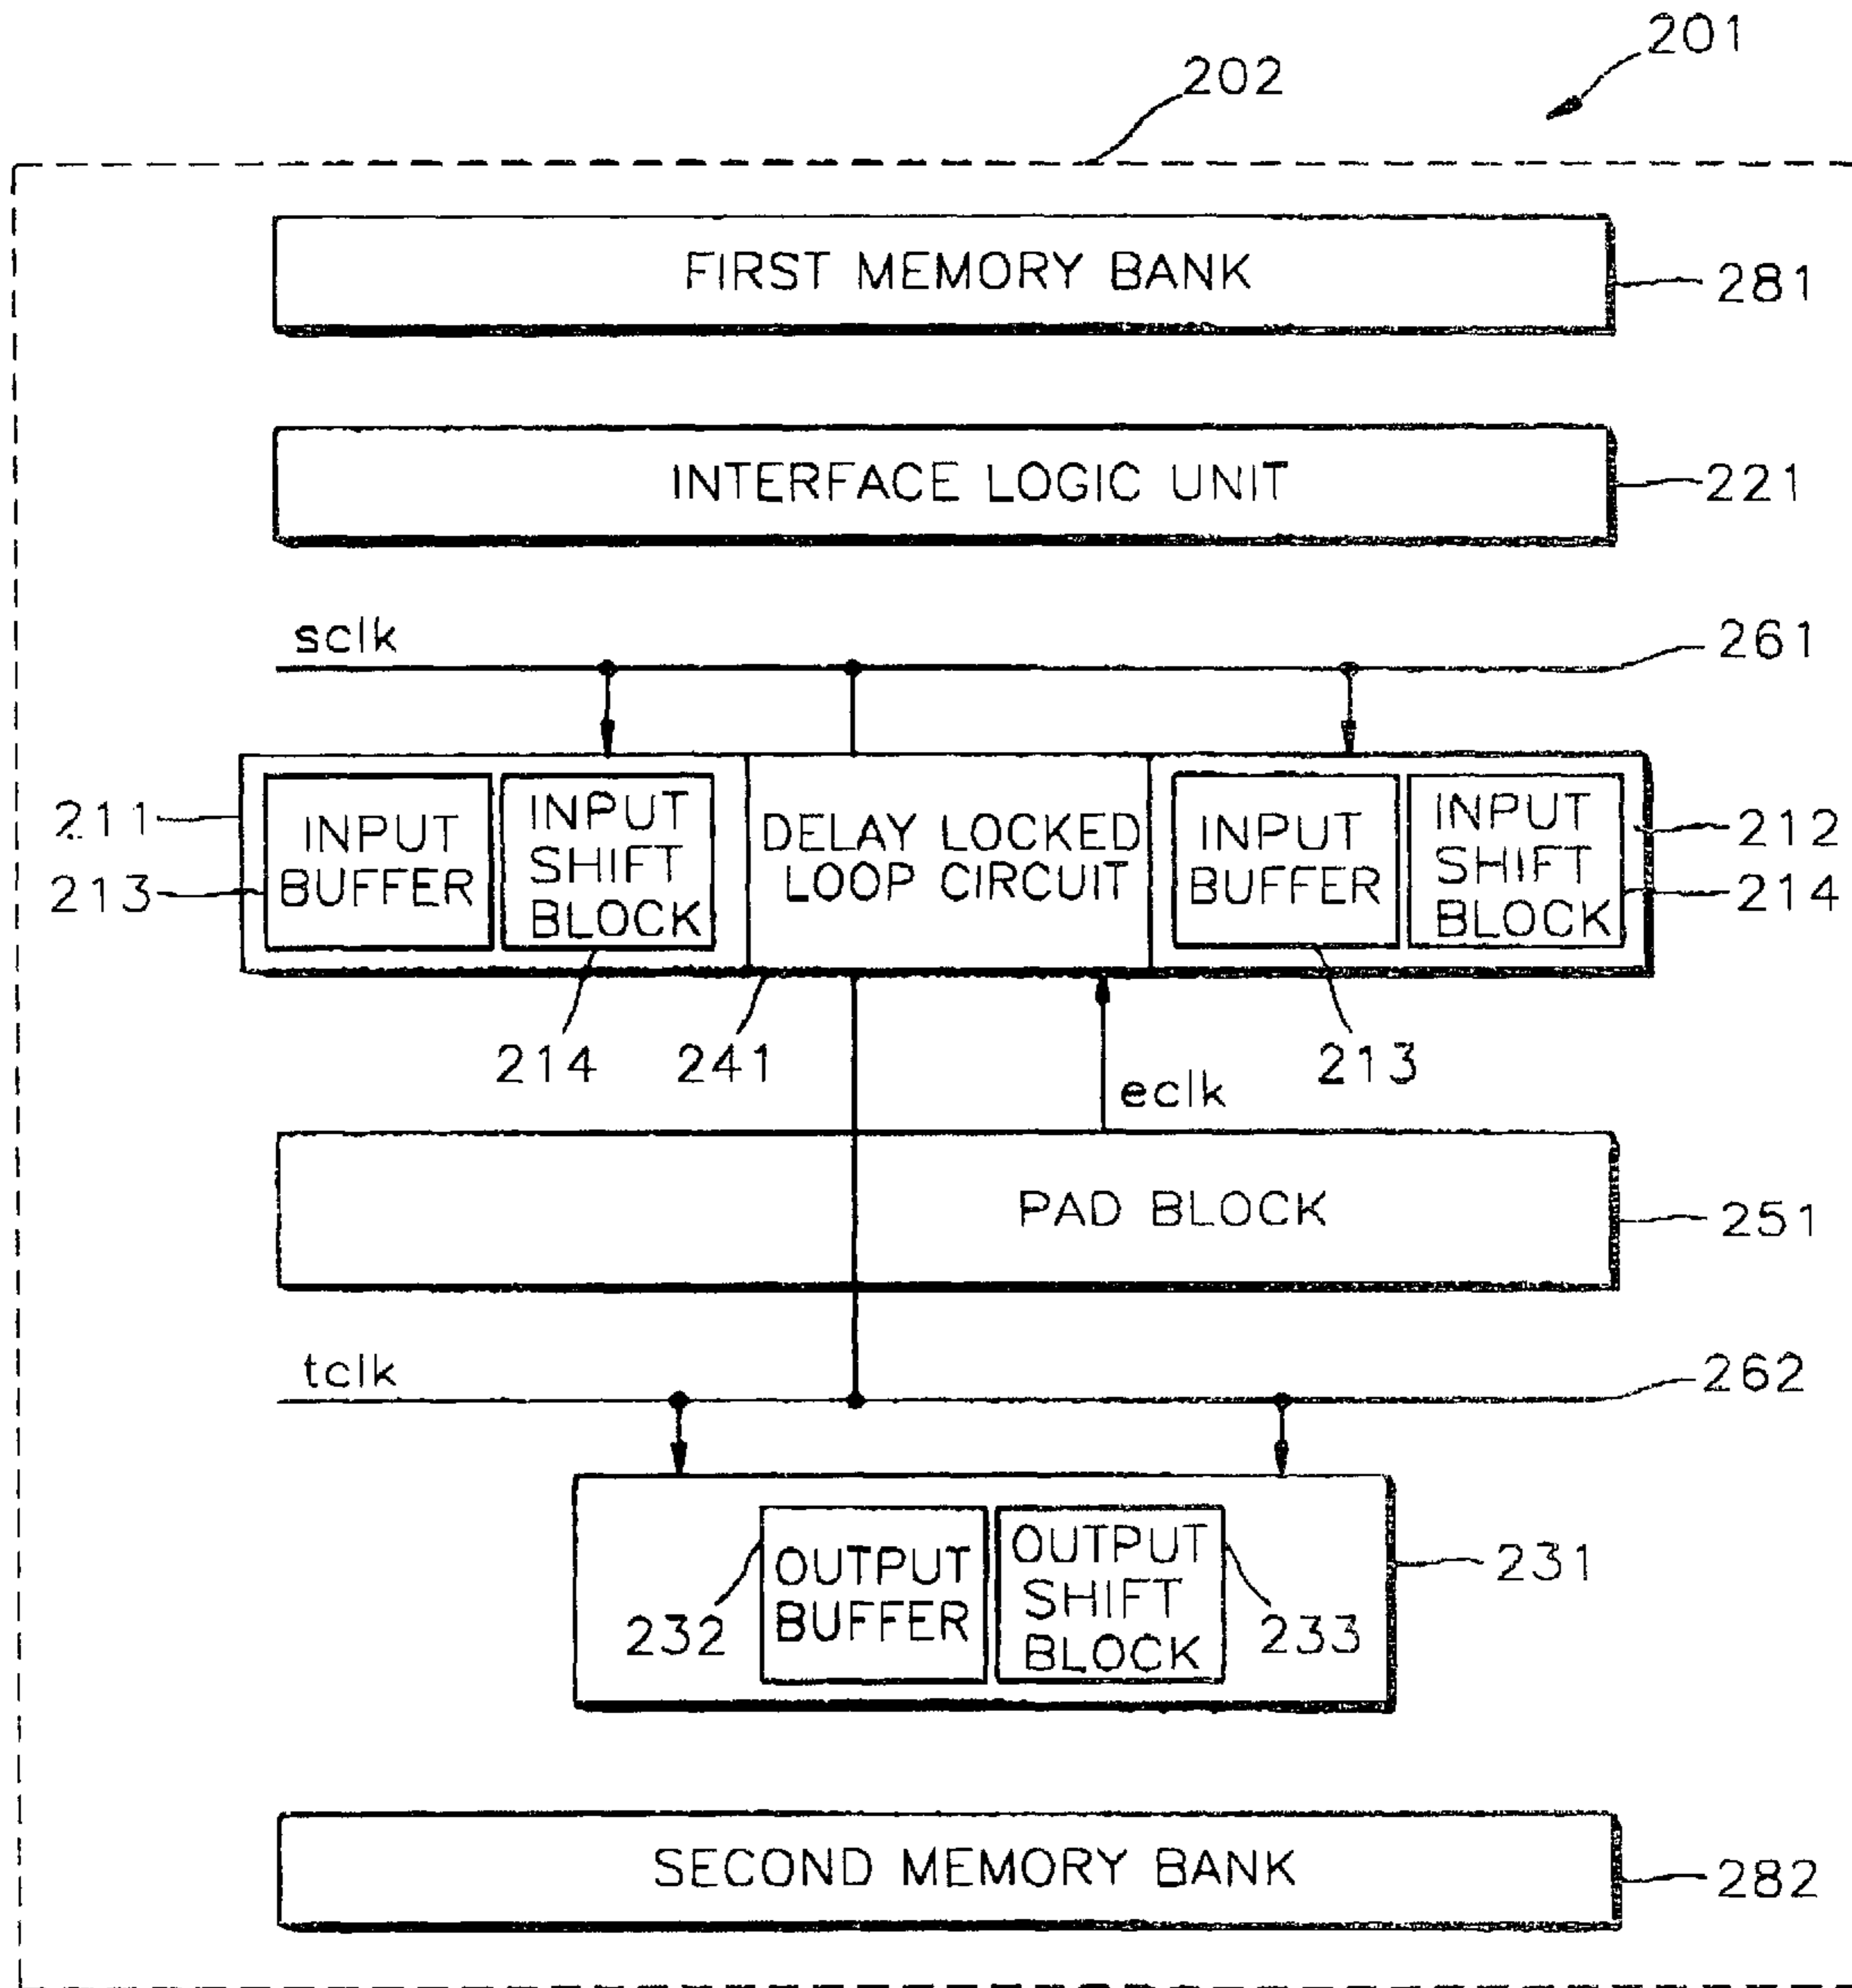 201
202
FIRST MEMORY BANK
281
INTERFACE LOGIC UNIT
221
sclk
261
211
213
INPUT
BUFFER
INPUT
SHIFT
BLOCK
DELAY LOCKED
LOOP CIRCUIT
INPUT
BUFFER
INPUT
SHIFT
BLOCK
212
214
214
241
213
eclk
PAD BLOCK
251
tclk
262
232
OUTPUT
BUFFER
OUTPUT
SHIFT
BLOCK
233
231
SECOND MEMORY BANK
282